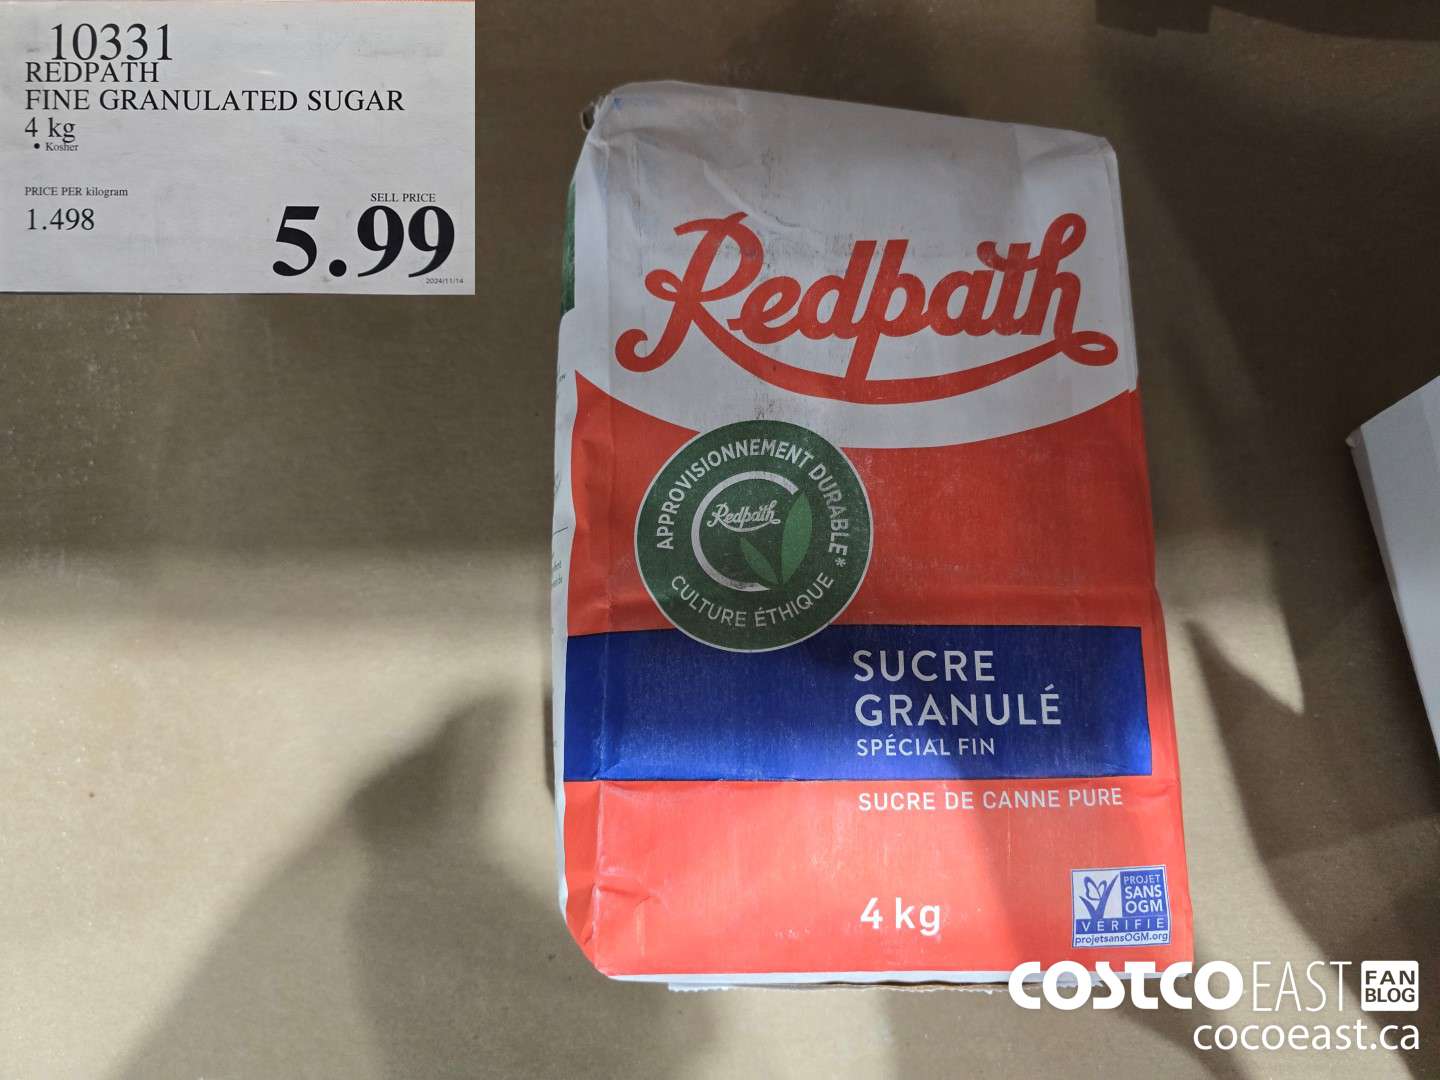 10331
REDPATH
FINE GRANULATED SUGAR
4 kg
• Kosher
PRICE PER kilogram
1.498
SELL PRICE
5.99
2024/11/14
Redpath
APPROVISIONNEMENT DURABLE*
Redpath
CULTURE ÉTHIQUE
SUCRE
GRANULÉ
SPÉCIAL FIN
SUCRE DE CANNE PURE
4 kg
PROJET
SANS
OGM
VÉRIFIÉ
projetsansOGM.org
COSTCO EAST FAN
BLOG
cocoeast.ca